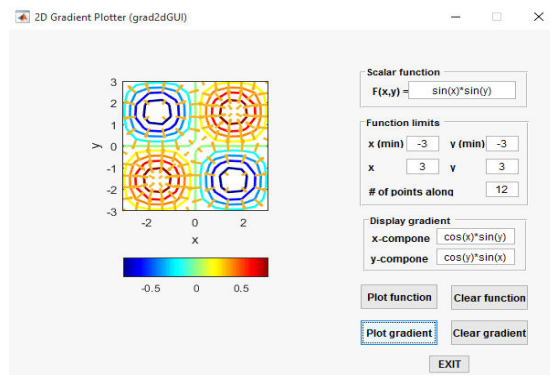 2D Gradient Plotter (grad2dGUI)
Scalar function
F(x,y) = sin(x)*sin(y)
Function limits
x (min) -3 y (min) -3
x 3 y 3
# of points along 12
Display gradient
x-compone cos(x)*sin(y)
y-compone cos(y)*sin(x)
Plot function Clear function
Plot gradient Clear gradient
EXIT
3
2
1
0
-1
-2
-3
y
-2 0 2
x
-0.5 0 0.5